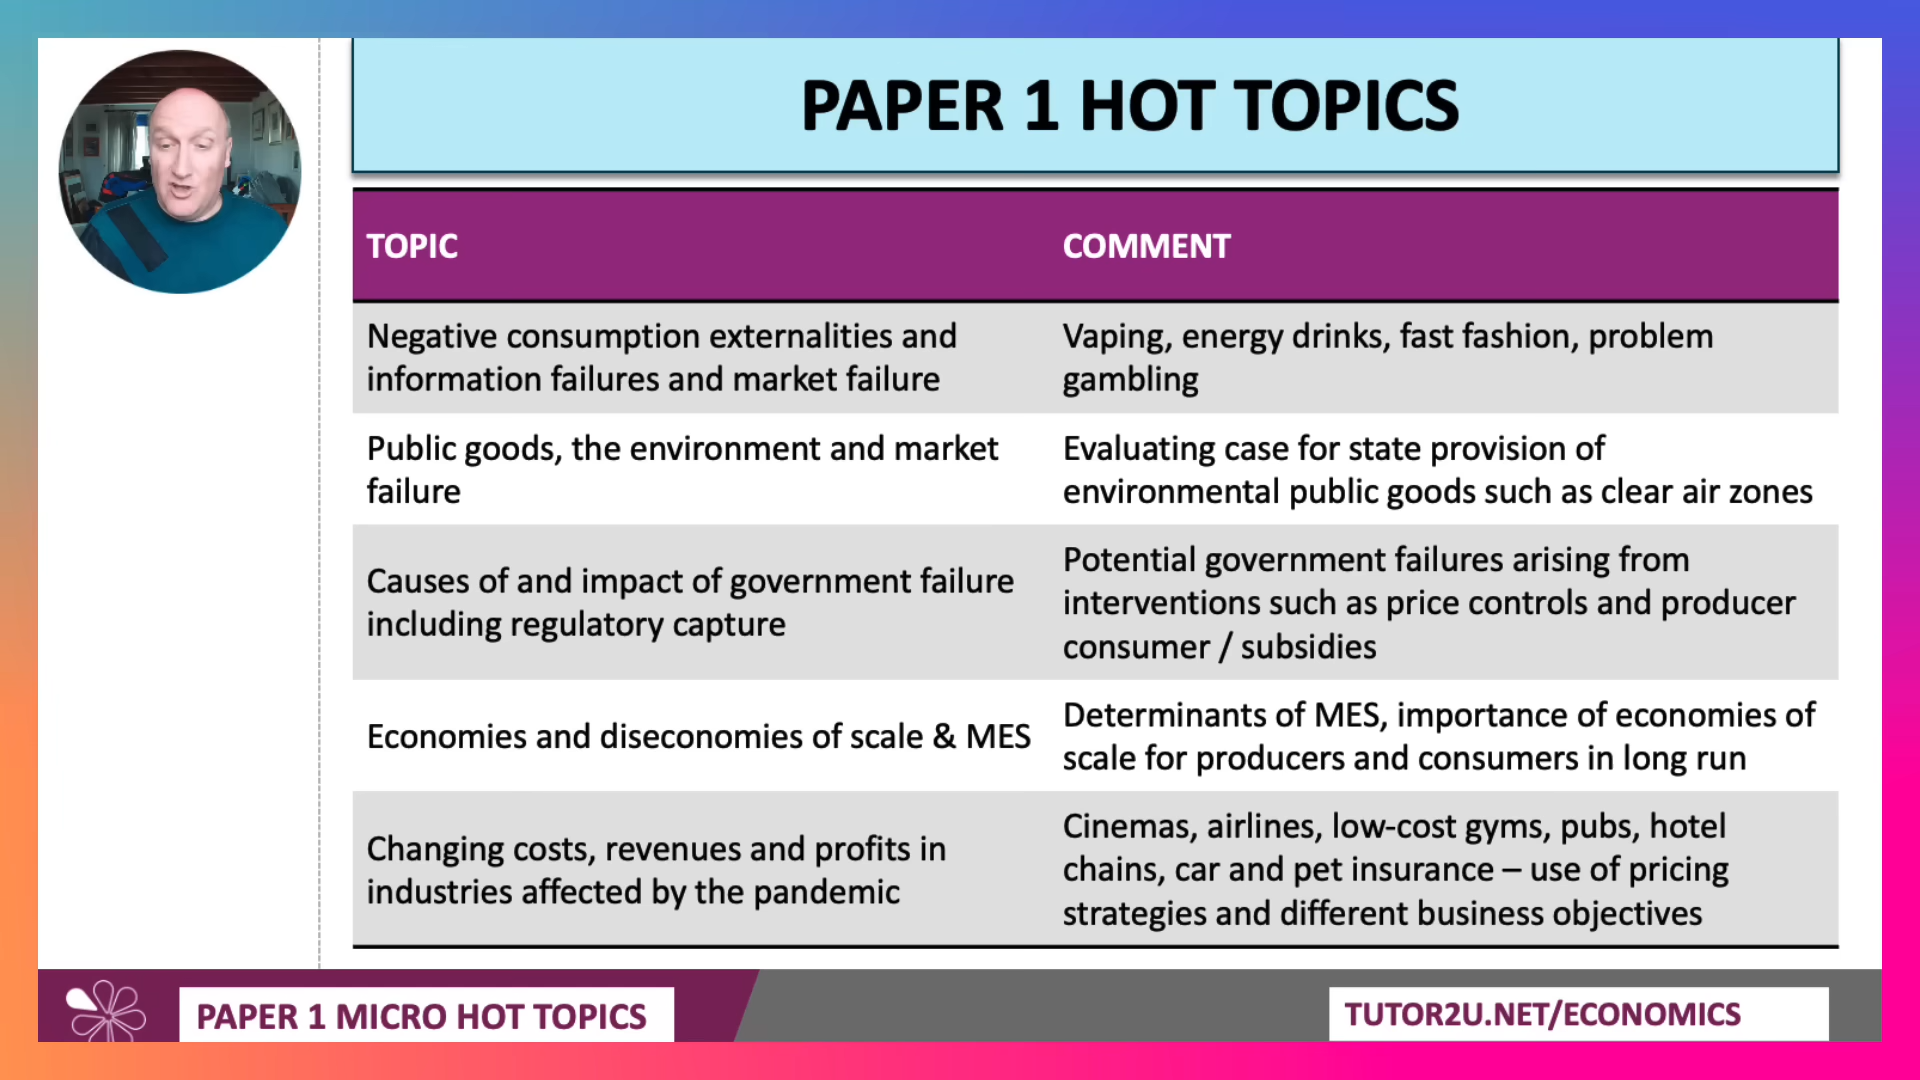 PAPER 1 HOT TOPICS
TOPIC
COMMENT
Negative consumption externalities and
information failures and market failure
Vaping, energy drinks, fast fashion, problem
gambling
Public goods, the environment and market
failure
Evaluating case for state provision of
environmental public goods such as clear air zones
Causes of and impact of government failure
including regulatory capture
Potential government failures arising from
interventions such as price controls and producer
consumer / subsidies
Economies and diseconomies of scale & MES
Determinants of MES, importance of economies of
scale for producers and consumers in long run
Changing costs, revenues and profits in
industries affected by the pandemic
Cinemas, airlines, low-cost gyms, pubs, hotel
chains, car and pet insurance – use of pricing
strategies and different business objectives
PAPER 1 MICRO HOT TOPICS
TUTOR2U.NET/ECONOMICS